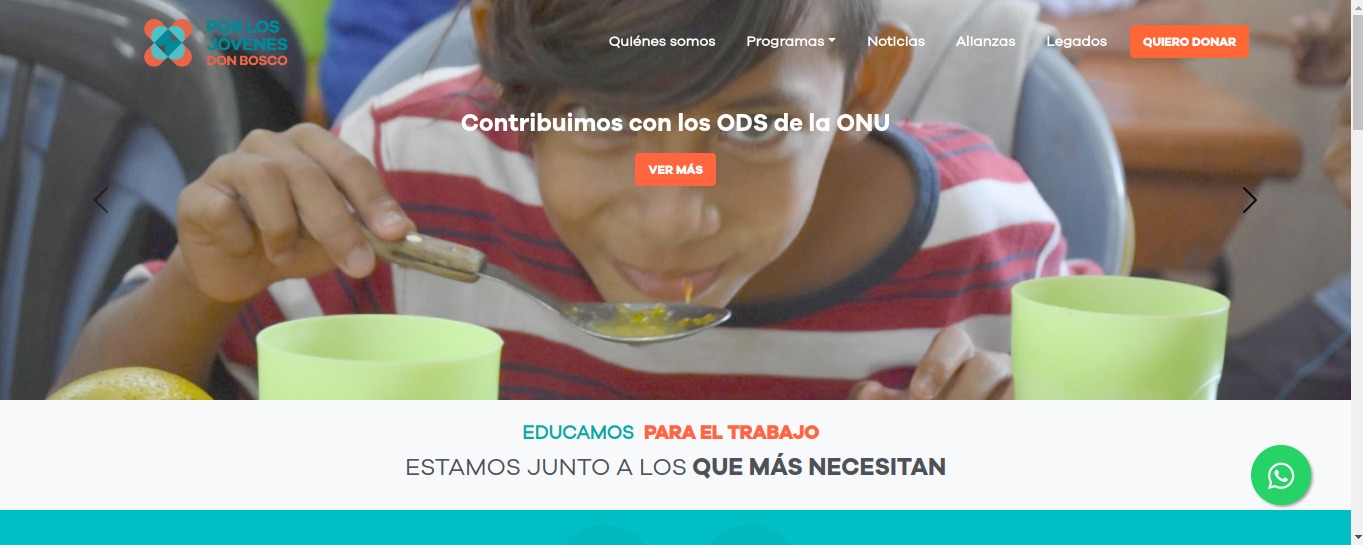 POR LOS
JÓVENES
DON BOSCO
Quiénes somos
Programas
Noticias
Alianzas
Legados
QUIERO DONAR
Contribuimos con los ODS de la ONU
VER MÁS
EDUCAMOS PARA EL TRABAJO
ESTAMOS JUNTO A LOS QUE MÁS NECESITAN